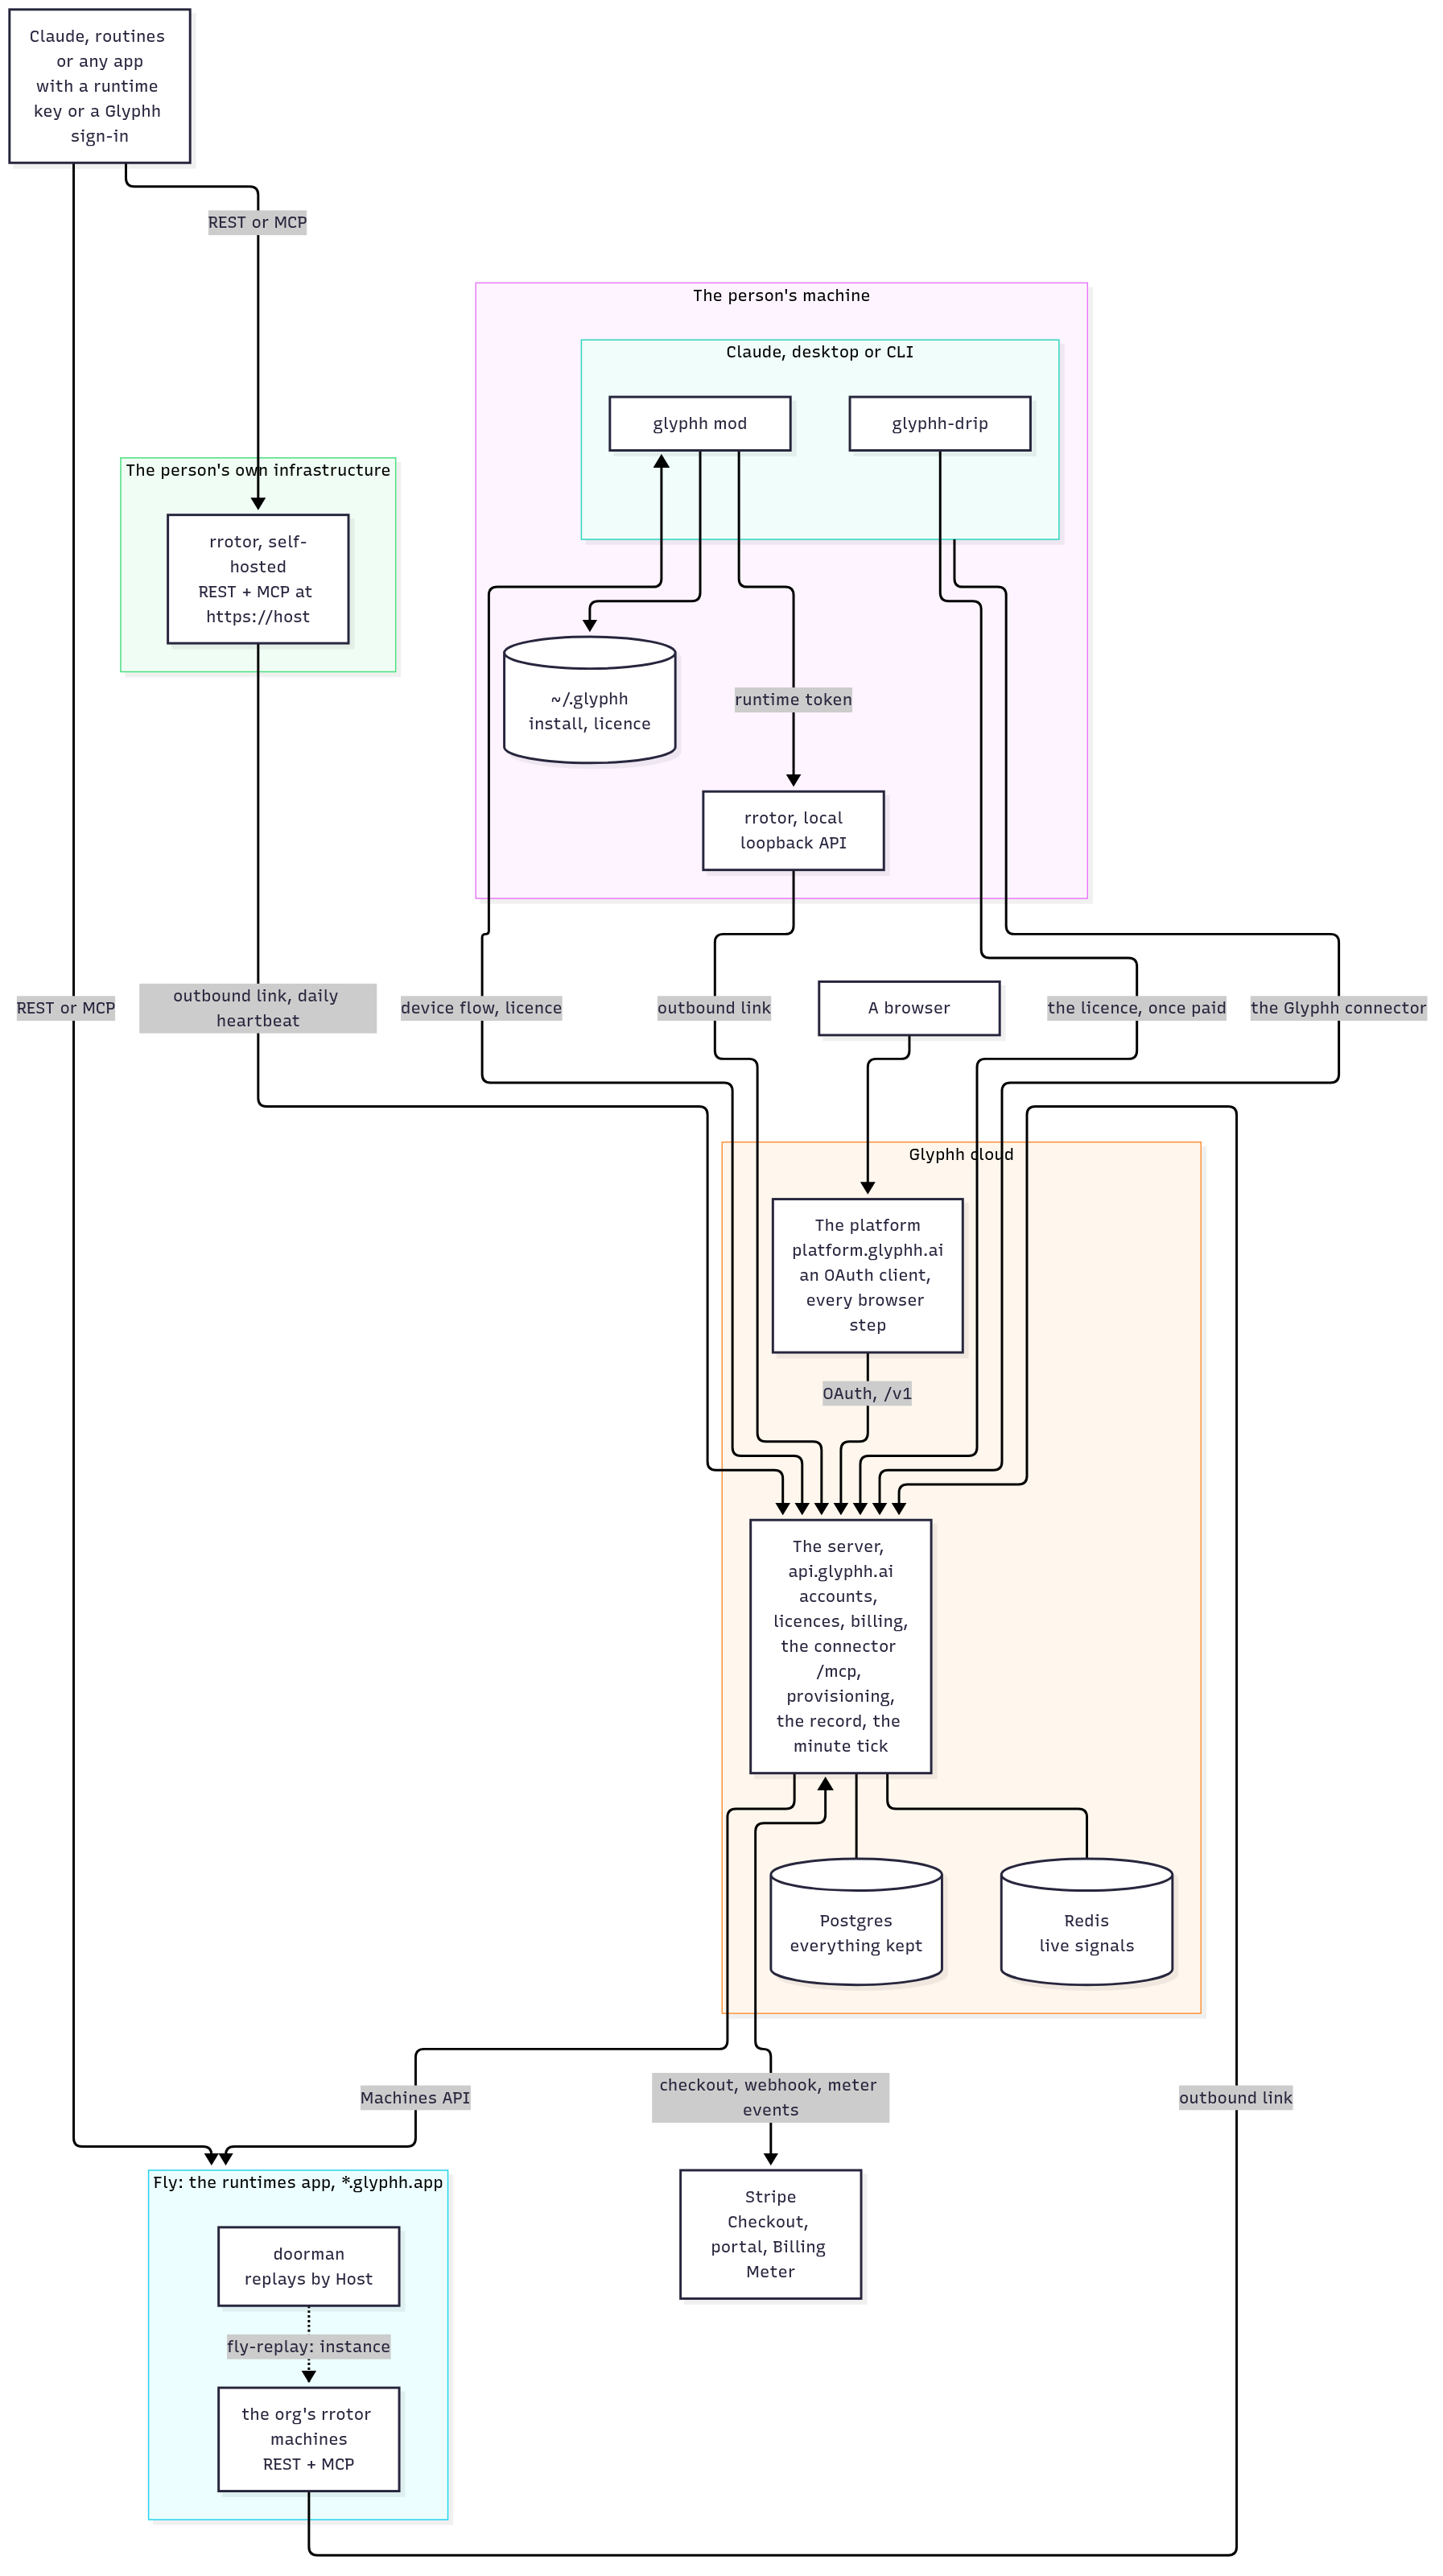 Claude, routines
or any app
with a runtime
key or a Glyphh
sign-in
REST or MCP
The person's machine
Claude, desktop or CLI
glyphh mod
glyphh-drip
The person's own infrastructure
rrotor, self-
hosted
REST + MCP at
https://host
~/.glyphh
install, licence
runtime token
rrotor, local
loopback API
REST or MCP
outbound link, daily
heartbeat
device flow, licence
outbound link
A browser
the licence, once paid
the Glyphh connector
Glyphh cloud
The platform
platform.glyphh.ai
an OAuth client,
every browser
step
OAuth, /v1
The server,
api.glyphh.ai
accounts,
licences, billing,
the connector
/mcp,
provisioning,
the record, the
minute tick
Postgres
everything kept
Redis
live signals
Machines API
checkout, webhook, meter
events
outbound link
Fly: the runtimes app, *.glyphh.app
doorman
replays by Host
fly-replay: instance
the org's rrotor
machines
REST + MCP
Stripe
Checkout,
portal, Billing
Meter